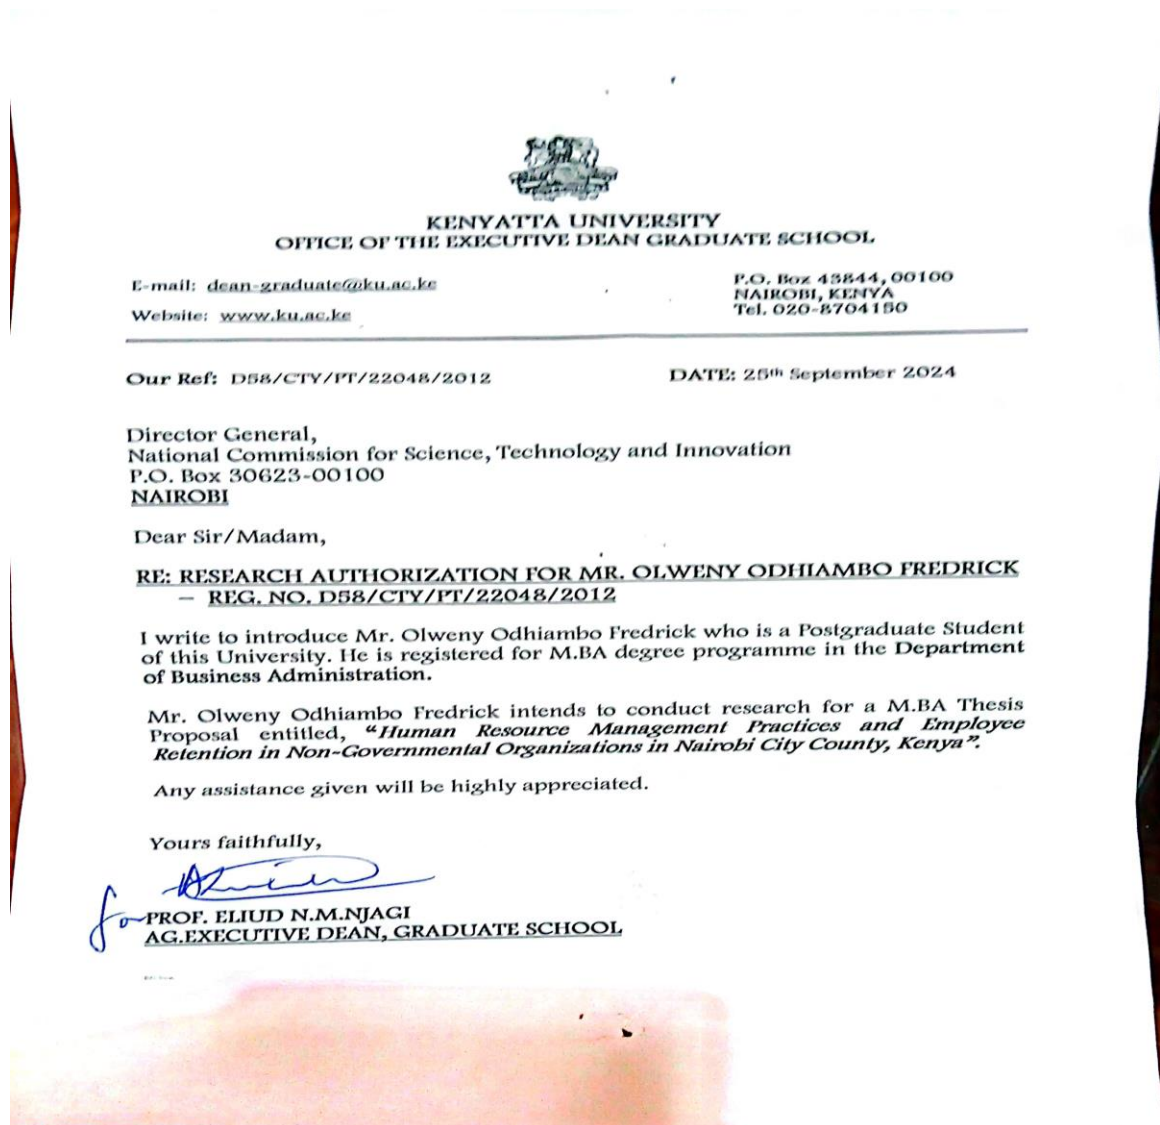 KENYATTA UNIVERSITY
OFFICE OF THE EXECUTIVE DEAN GRADUATE SCHOOL
E-mail: dean-graduate@ku.ac.ke
Website: www.ku.ac.ke
P.O. Box 43844, 00100
NAIROBI, KENYA
Tel. 020-8704150
Our Ref: D58/CTY/PT/22048/2012
DATE: 25th September 2024
Director General,
National Commission for Science, Technology and Innovation
P.O. Box 30623-00100
NAIROBI
Dear Sir/Madam,
RE: RESEARCH AUTHORIZATION FOR MR. OLWENY ODHIAMBO FREDRICK
– REG. NO. D58/CTY/PT/22048/2012
I write to introduce Mr. Olweny Odhiambo Fredrick who is a Postgraduate Student
of this University. He is registered for M.BA degree programme in the Department
of Business Administration.
Mr. Olweny Odhiambo Fredrick intends to conduct research for a M.BA Thesis
Proposal entitled, “Human Resource Management Practices and Employee
Retention in Non-Governmental Organizations in Nairobi City County, Kenya”.
Any assistance given will be highly appreciated.
Yours faithfully,
for PROF. ELIUD N.M.NJAGI
AG.EXECUTIVE DEAN, GRADUATE SCHOOL